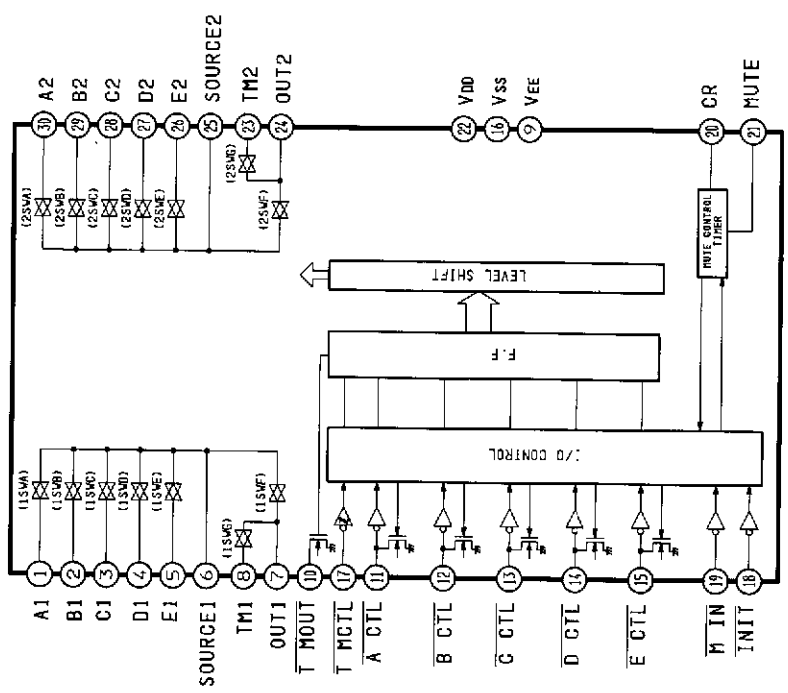 A1
B1
C1
D1
E1
SOURCE1
TM1
OUT1
T MOUT
T MCTL
A CTL
B CTL
C CTL
D CTL
E CTL
M IN
INIT
1
2
3
4
5
6
8
7
10
17
11
12
13
14
15
19
18
(1SWA)
(1SWB)
(1SWC)
(1SWD)
(1SWE)
(1SWG)
(1SWF)
I/O CONTROL
F.F
LEVEL SHIFT
MUTE CONTROL
TIMER
(2SWA)
(2SWB)
(2SWC)
(2SWD)
(2SWE)
(2SWG)
(2SWF)
30
29
28
27
26
25
23
24
22
16
9
20
21
A2
B2
C2
D2
E2
SOURCE2
TM2
OUT2
VDD
VSS
VEE
CR
MUTE